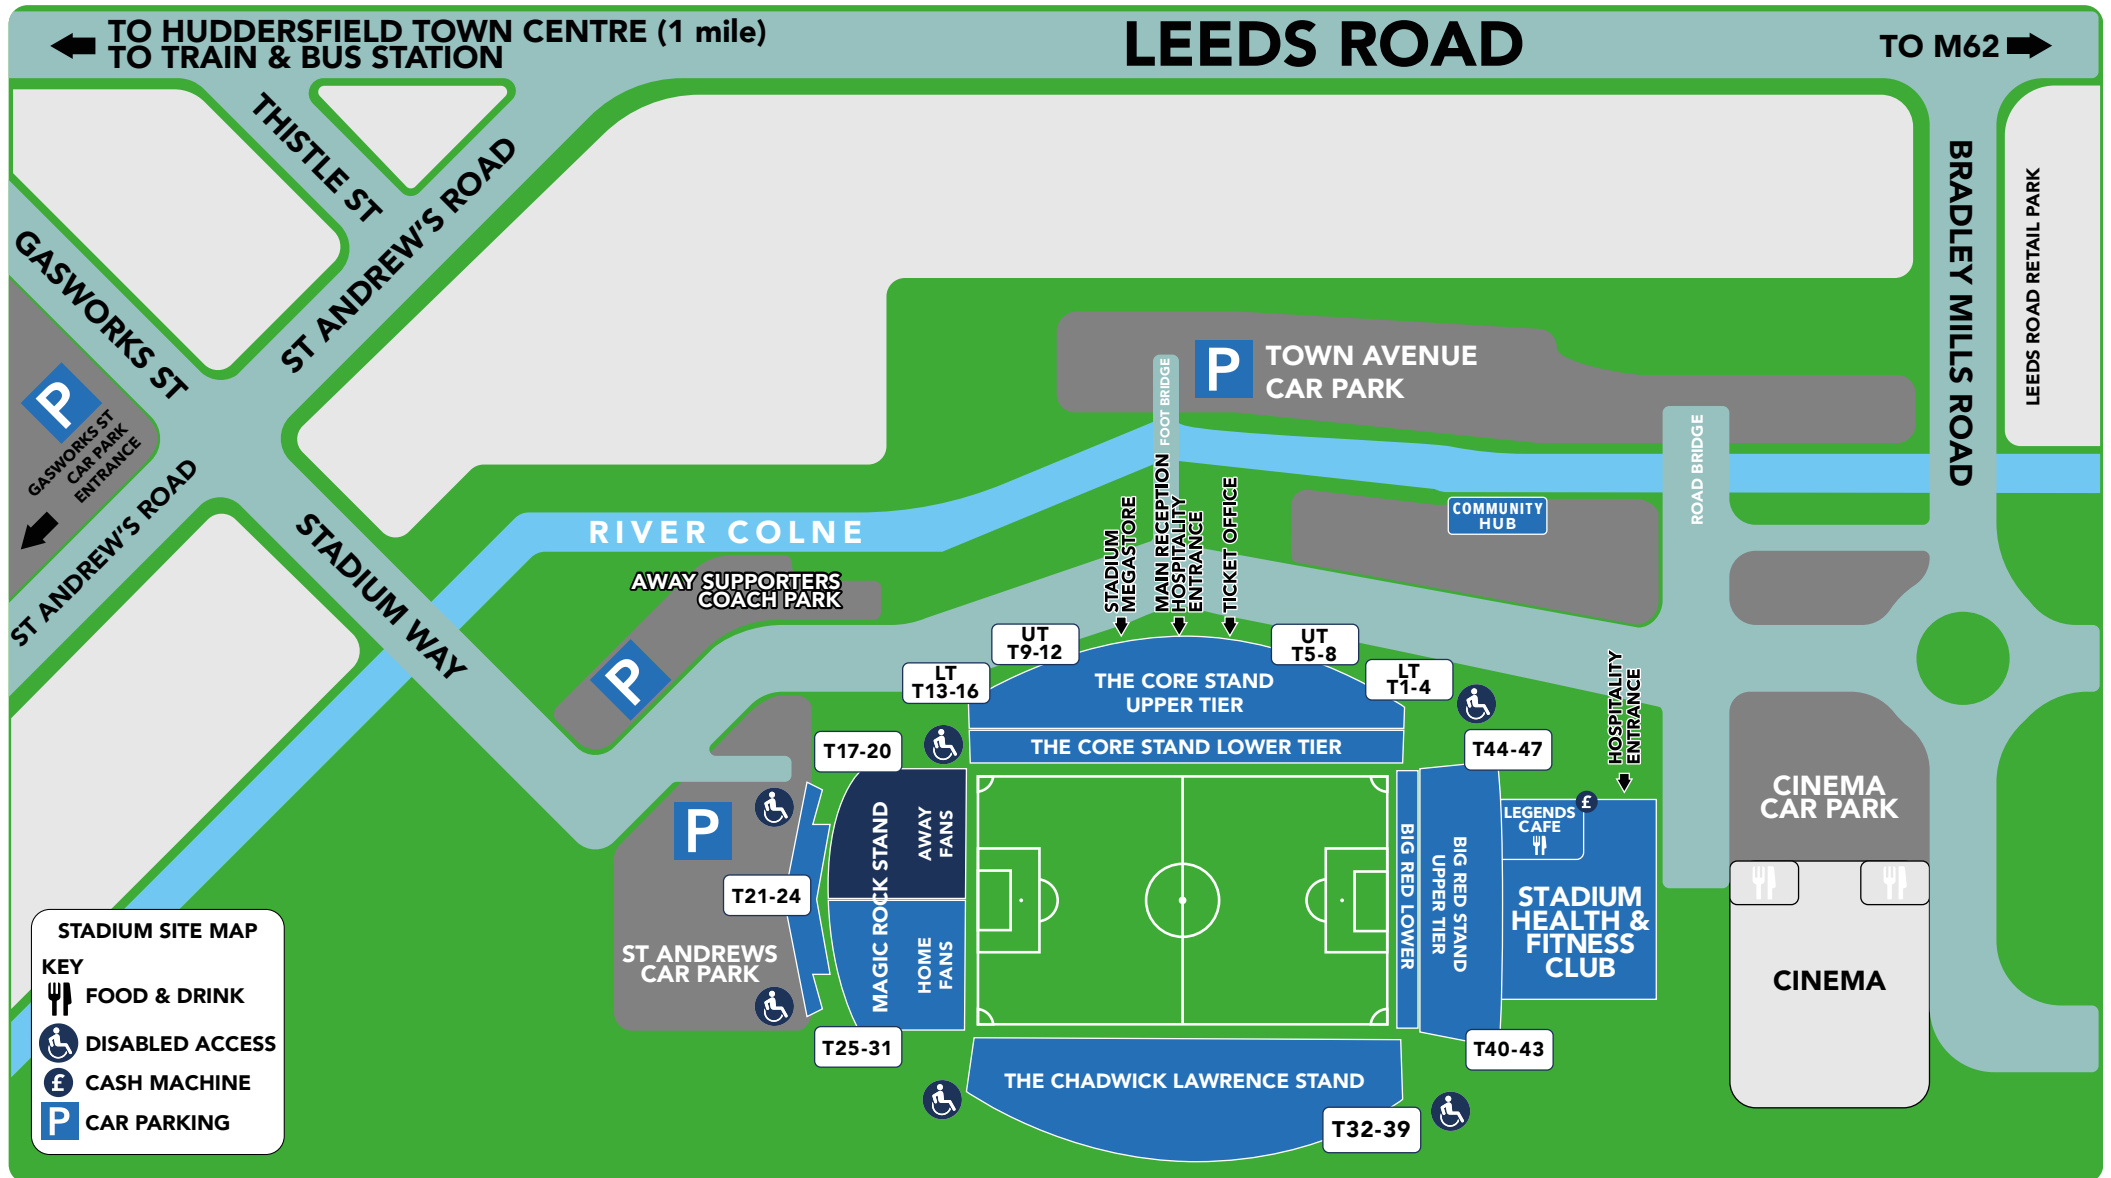 TO HUDDERSFIELD TOWN CENTRE (1 mile)
TO TRAIN & BUS STATION
LEEDS ROAD
TO M62
THISTLE ST
ST ANDREW'S ROAD
GASWORKS ST
BRADLEY MILLS ROAD
LEEDS ROAD RETAIL PARK
P
GASWORKS ST
CAR PARK
ENTRANCE
ST ANDREW'S ROAD
STADIUM WAY
RIVER COLNE
FOOT BRIDGE
P
TOWN AVENUE
CAR PARK
ROAD BRIDGE
COMMUNITY
HUB
AWAY SUPPORTERS
COACH PARK
P
STADIUM
MEGASTORE
MAIN RECEPTION
HOSPITALITY
ENTRANCE
TICKET OFFICE
UT
T9-12
UT
T5-8
LT
T13-16
LT
T1-4
THE CORE STAND
UPPER TIER
THE CORE STAND LOWER TIER
HOSPITALITY
ENTRANCE
T17-20
T44-47
P
T21-24
ST ANDREWS
CAR PARK
MAGIC ROCK STAND
AWAY
FANS
HOME
FANS
BIG RED LOWER
BIG RED STAND
UPPER TIER
LEGENDS
CAFE
£
STADIUM
HEALTH &
FITNESS
CLUB
CINEMA
CAR PARK
CINEMA
T25-31
T40-43
THE CHADWICK LAWRENCE STAND
T32-39
STADIUM SITE MAP
KEY
FOOD & DRINK
DISABLED ACCESS
£ CASH MACHINE
P CAR PARKING